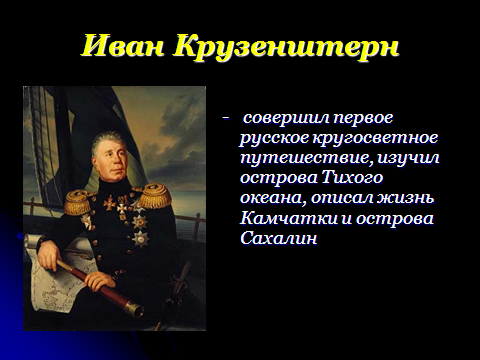 Иван Крузенштерн
- совершил первое
русское кругосветное
путешествие, изучил
острова Тихого
океана, описал жизнь
Камчатки и острова
Сахалин